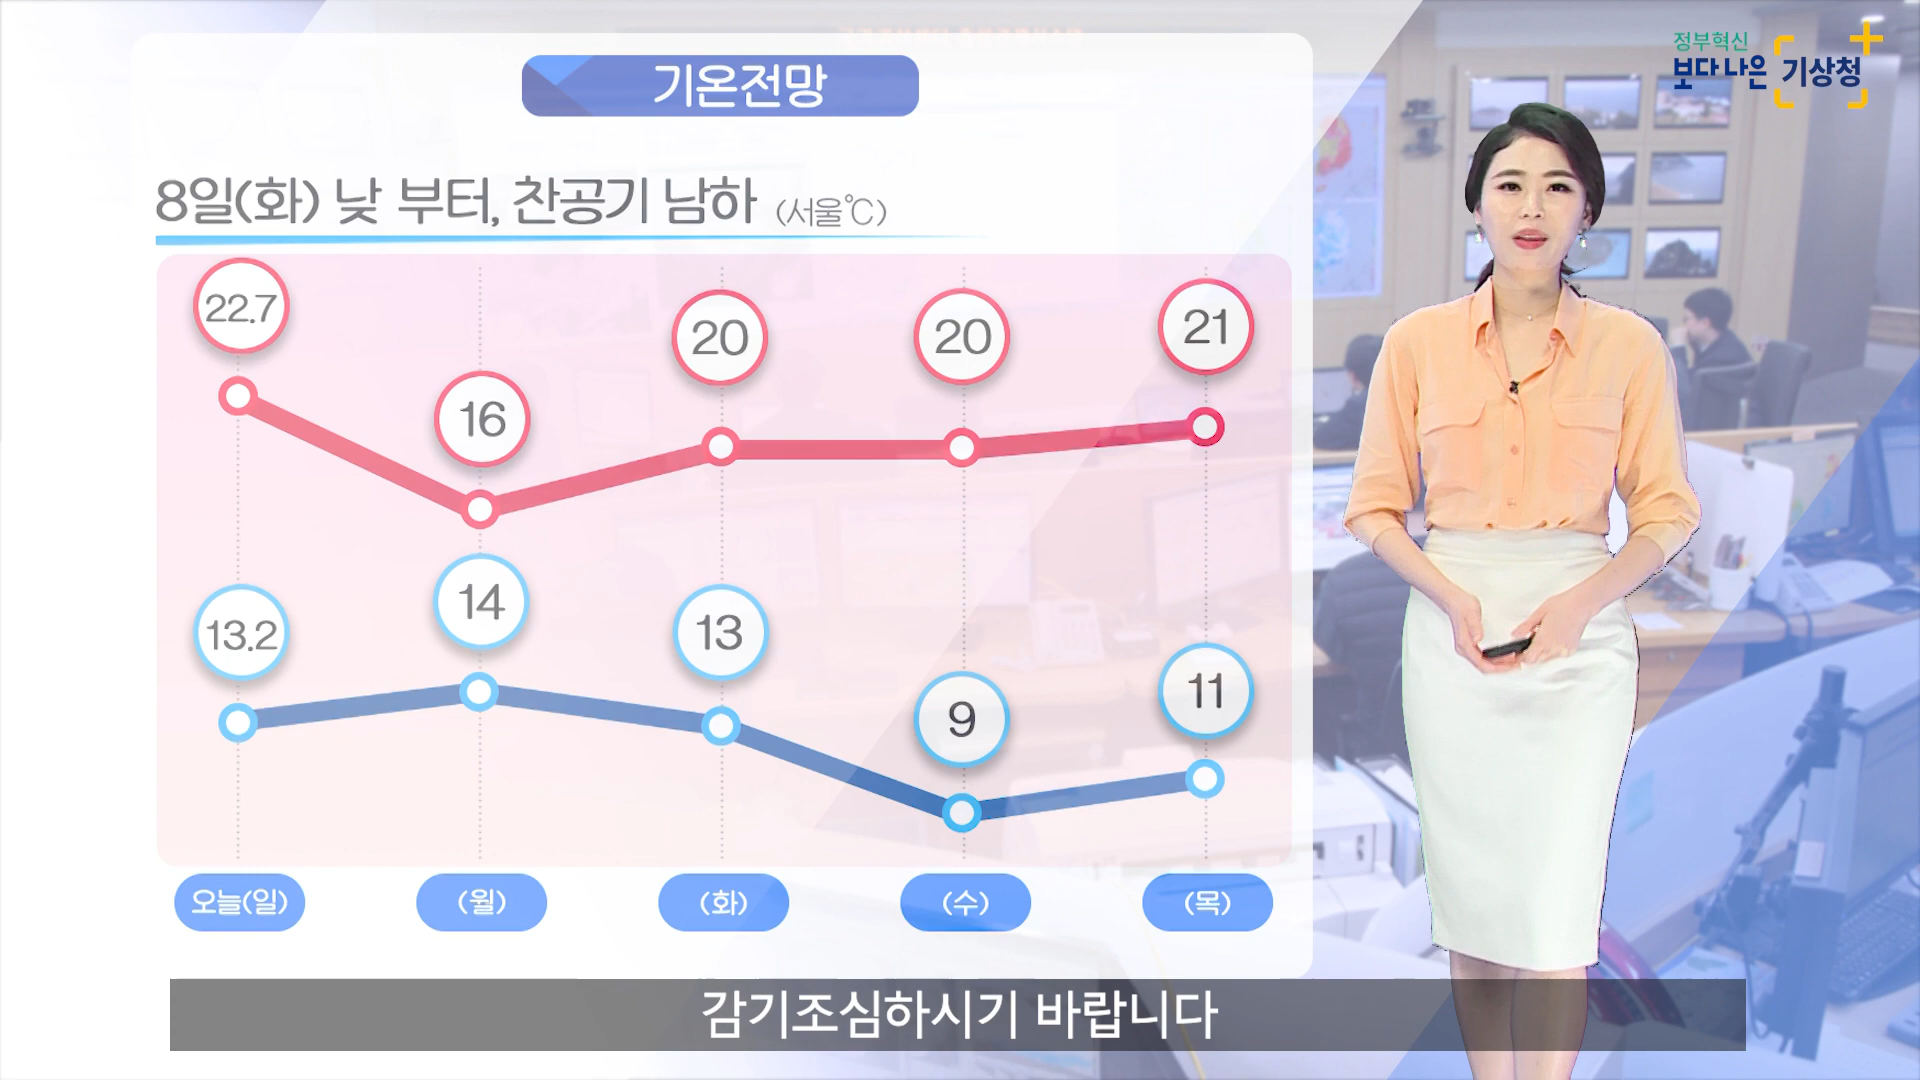 정부혁신
보다나은 기상청
기온전망
8일(화) 낮 부터, 찬공기 남하 (서울℃)
22.7 16 20 20 21
13.2 14 13 9 11
오늘(일) (월) (화) (수) (목)
감기조심하시기 바랍니다